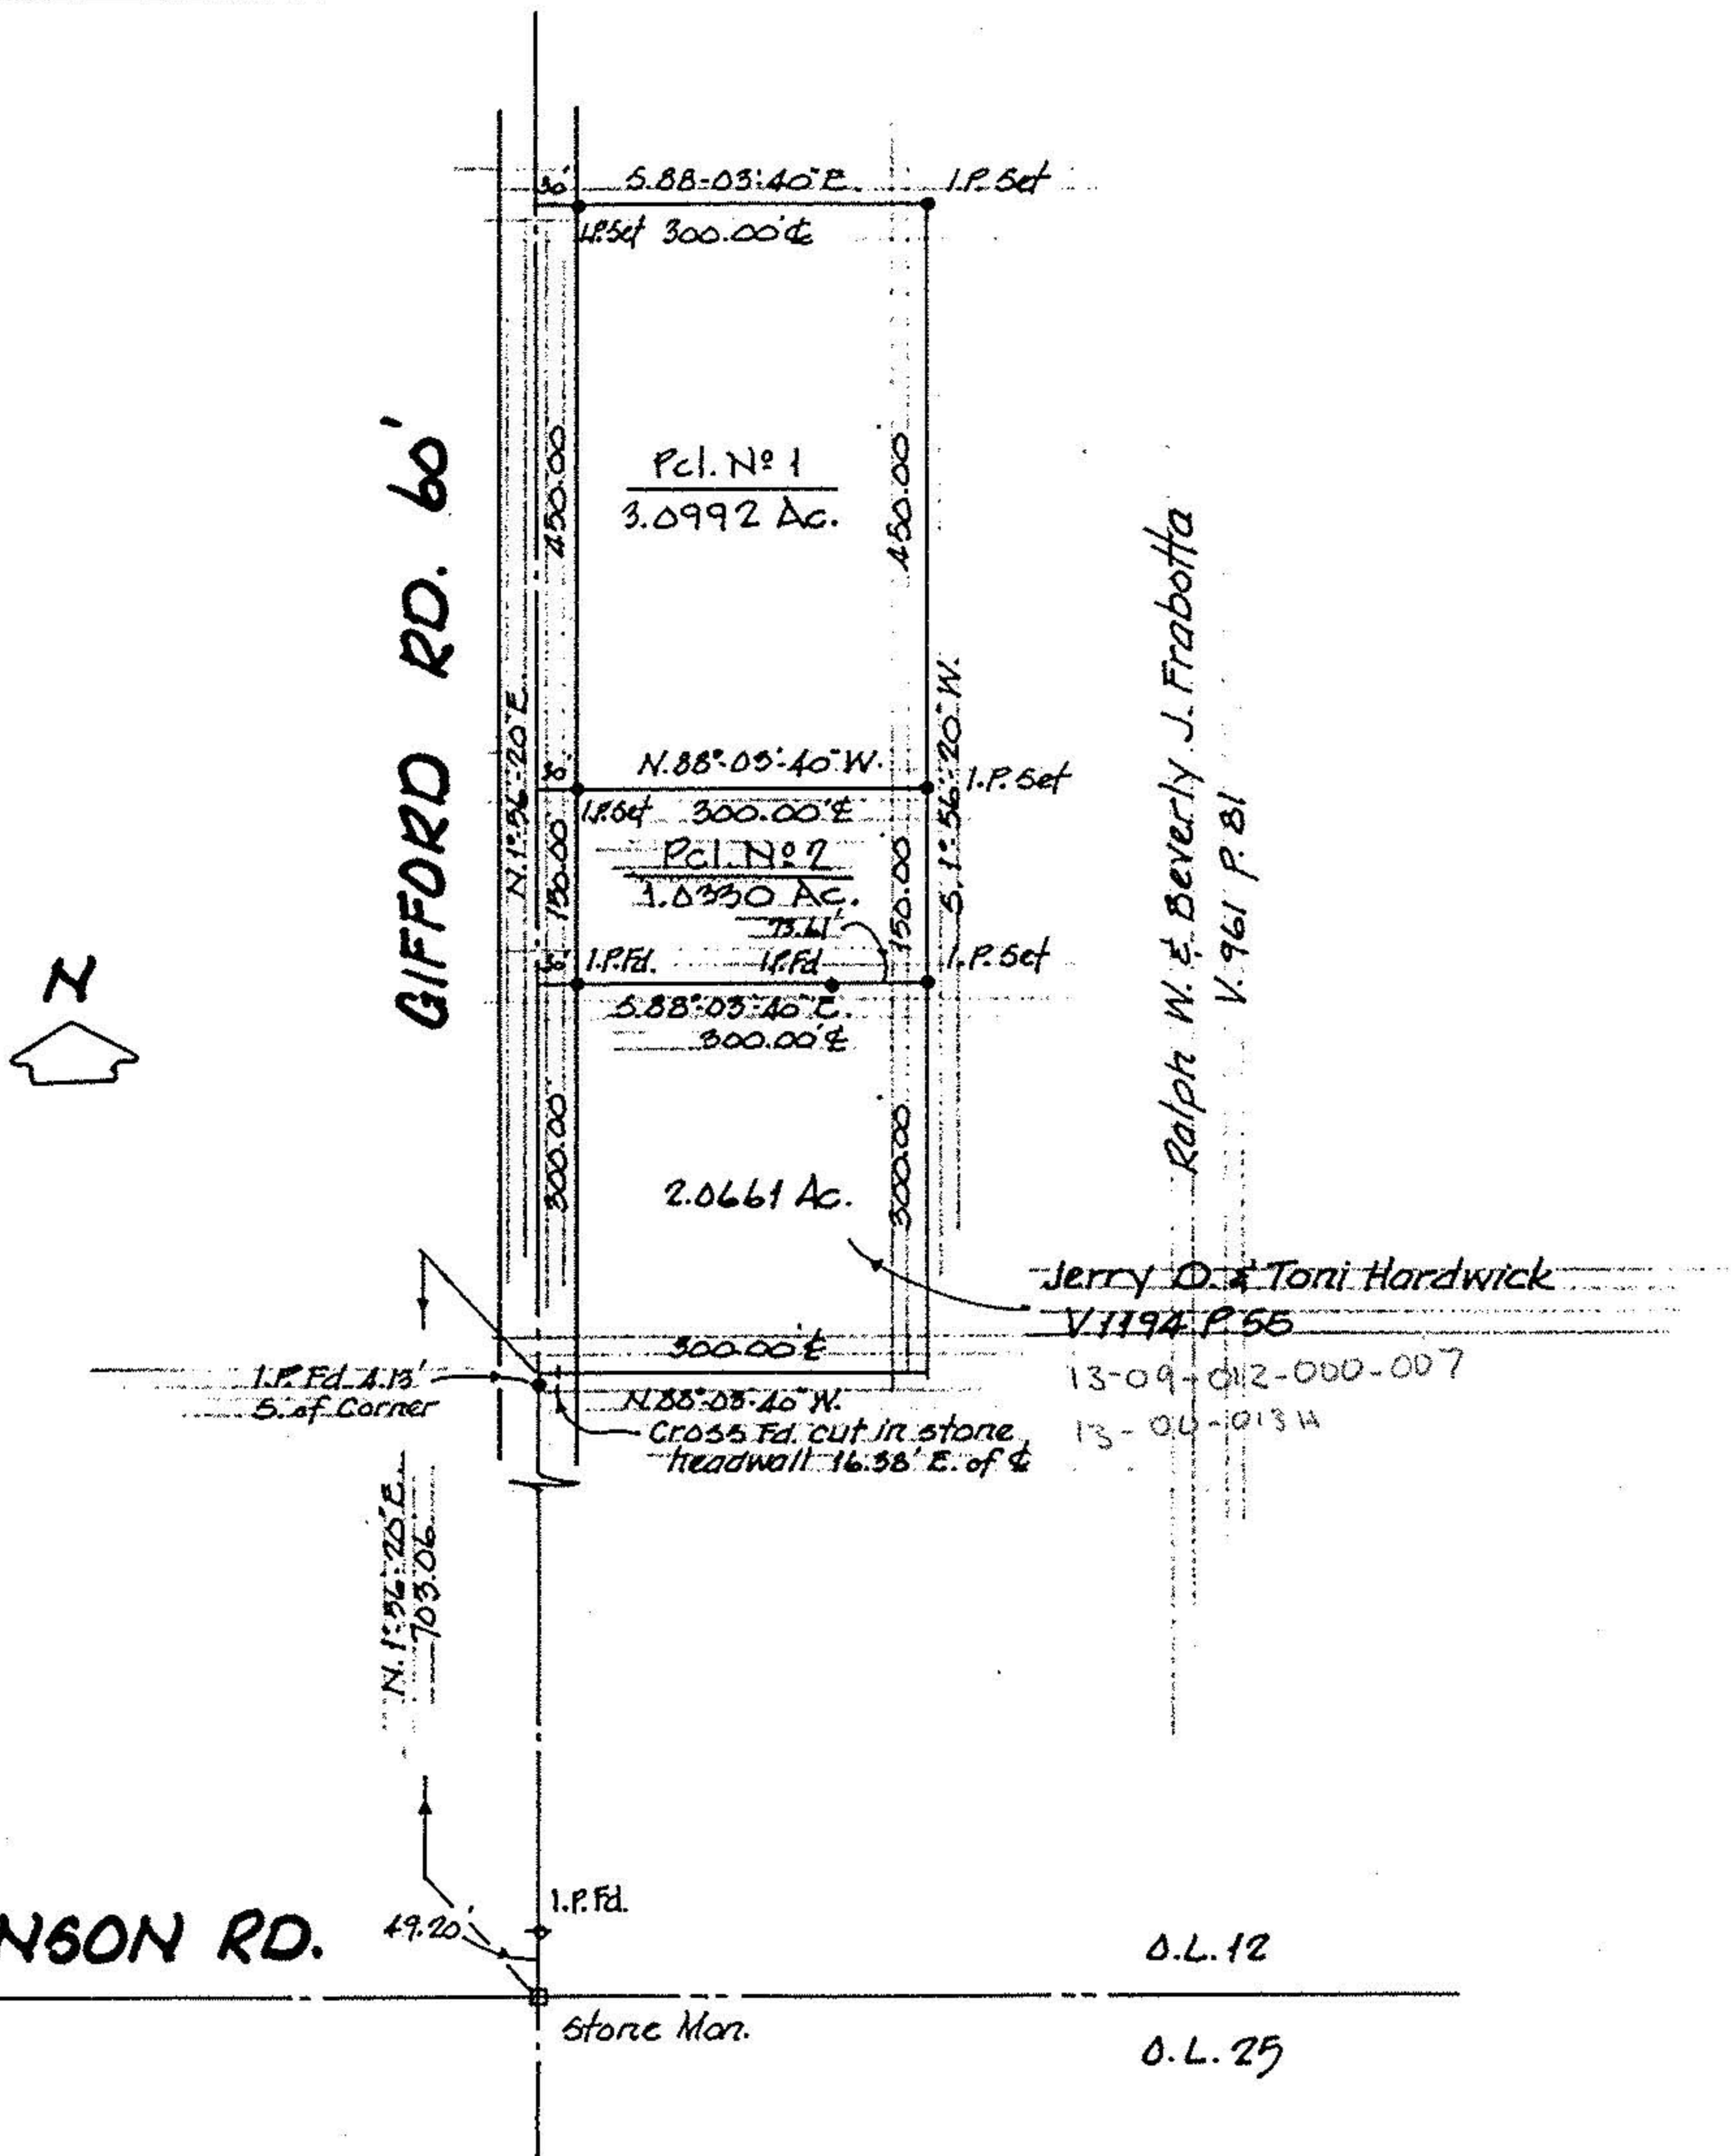 30' S.88-03'-40"E. I.P. Set
I.P. Set 300.00' ℄
GIFFORD RD. 60'
N.1°-56'-20"E.
450.00
Pcl. Nº 1
3.0992 Ac.
450.00
Ralph W. & Beverly J. Frabotta
V. 961 P. 81
S.1°-56'-20"W.
30' N.88°-03'-40"W. I.P. Set
I.P. Set 300.00' ℄
150.00
Pcl. Nº 2
1.0330 Ac.
150.00
73.61'
30' I.P. Fd. I.P. Fd I.P. Set
S.88°-03'-40"E.
300.00' ℄
N
300.00
2.0661 Ac.
300.00
Jerry O. & Toni Hardwick
V 1194 P 56
13-09-012-000-007
13-00-013H
300.00' ℄
I.P. Fd 4.13'
S. of Corner
N.88°-03'-40"W.
Cross Fd. cut in stone
headwall 16.38' E. of ℄
N.1°-56'-20"E.
703.06
I.P. Fd.
NSON RD. 49.20'
O.L. 12
Stone Mon.
O.L. 25